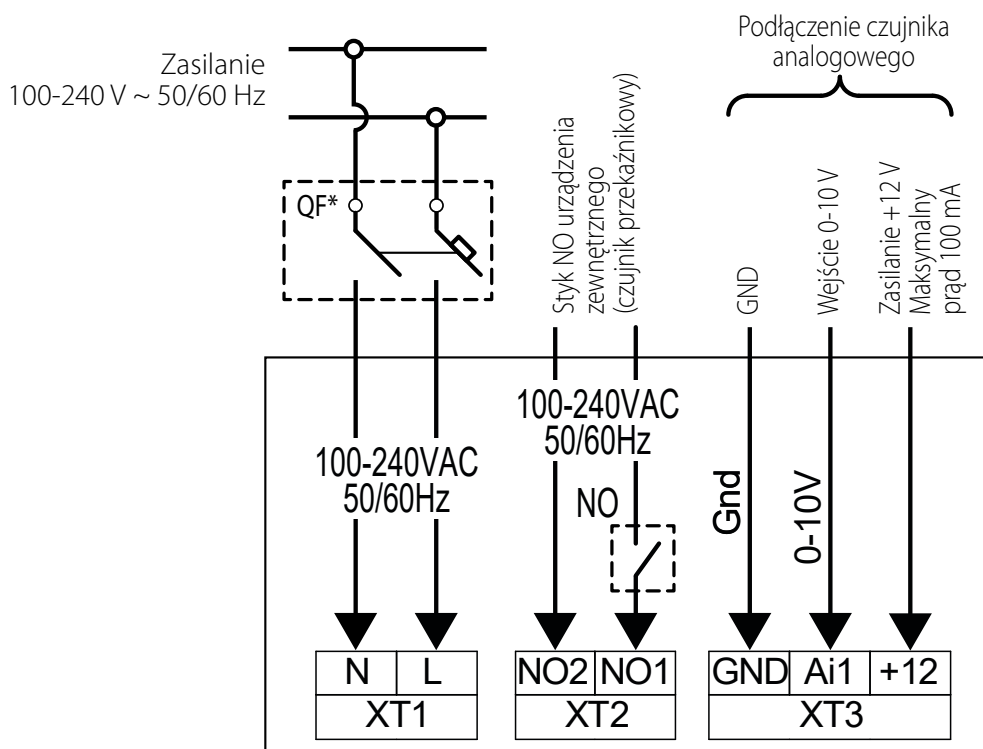 Zasilanie
100-240 V ~ 50/60 Hz
Podłączenie czujnika
analogowego
QF*
Styk NO urządzenia
zewnętrznego
(czujnik przekaźnikowy)
GND
Wejście 0-10 V
Zasilanie +12 V
Maksymalny
prąd 100 mA
100-240VAC
50/60Hz
100-240VAC
50/60Hz
NO
Gnd
0-10V
N L
XT1
NO2 NO1
XT2
GND Ai1 +12
XT3